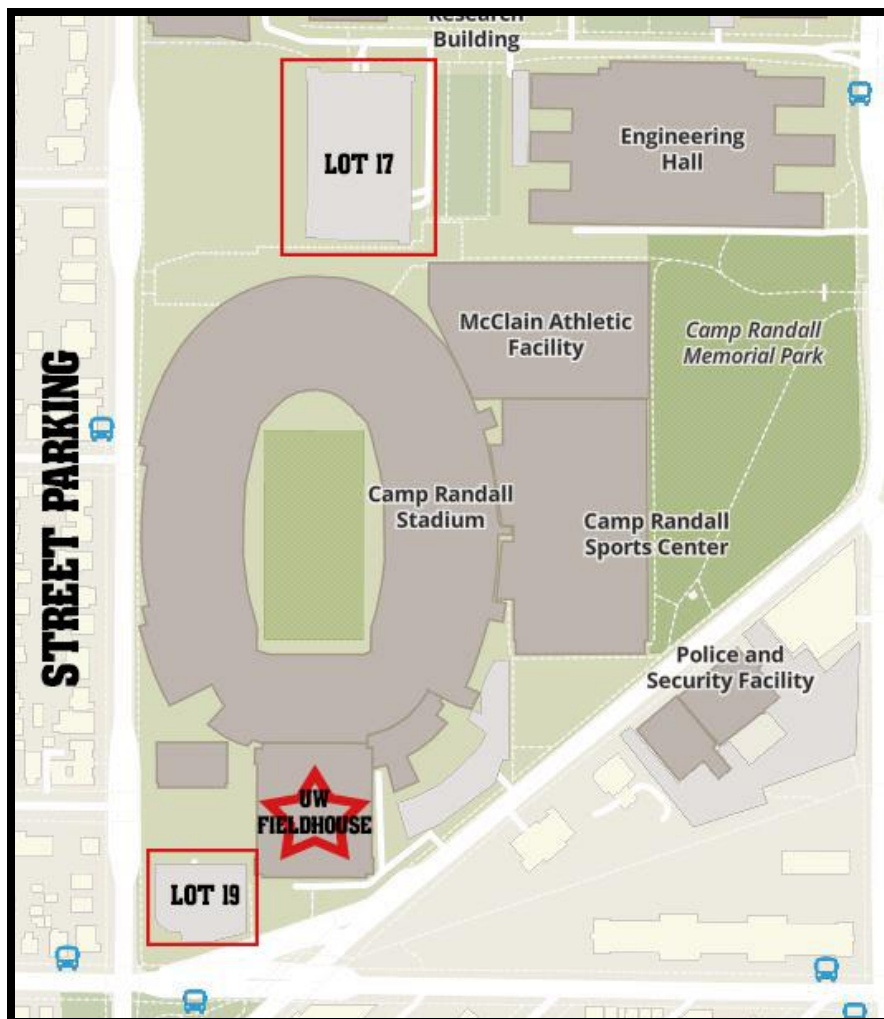 Research
Building
LOT 17
Engineering
Hall
McClain Athletic
Facility
Camp Randall
Memorial Park
STREET PARKING
Camp Randall
Stadium
Camp Randall
Sports Center
Police and
Security Facility
UW
FIELDHOUSE
LOT 19